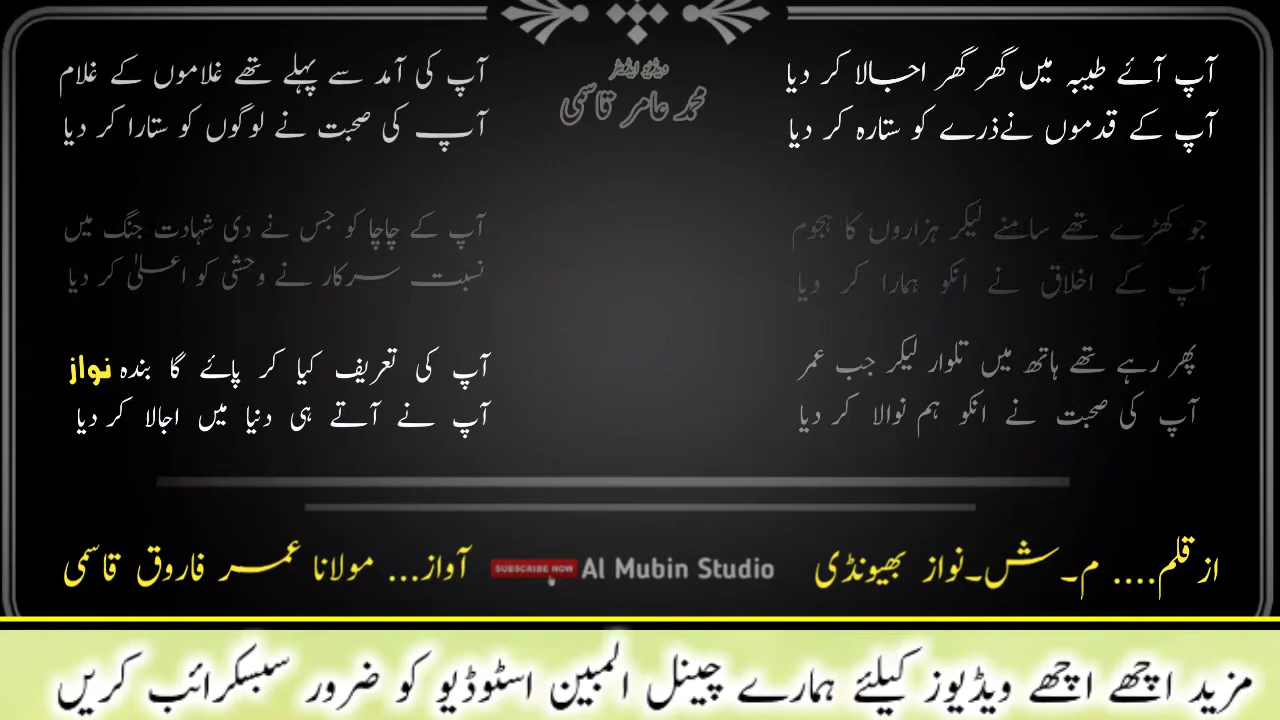 ویڈیو ایڈیٹر
محمد عامر قاسمی
آپ آئے طیبہ میں گھر گھر اجالا کر دیا
آپ کے قدموں نے ذرے کو ستارہ کر دیا
جو کھڑے تھے سامنے لیکر ہزاروں کا ہجوم
آپ کے اخلاق نے انکو ہمارا کر دیا
پھر رہے تھے ہاتھ میں تلوار لیکر جب عمر
آپ کی صحبت نے انکو ہم نوالا کر دیا
آپ کی آمد سے پہلے تھے غلاموں کے غلام
آپ کی صحبت نے لوگوں کو ستارا کر دیا
آپ کے چاچا کو جس نے دی شہادت جنگ میں
نسبت سرکار نے وحشی کو اعلیٰ کر دیا
آپ کی تعریف کیا کر پائے گا بندہ نواز
آپ نے آتے ہی دنیا میں اجالا کر دیا
از قلم.... م۔ ش۔نواز بھیونڈی
SUBSCRIBE NOW Al Mubin Studio
آواز... مولانا عمر فاروق قاسمی
مزید اچھے اچھے ویڈیوز کیلئے ہمارے چینل المبین اسٹوڈیو کو ضرور سبسکرائب کریں